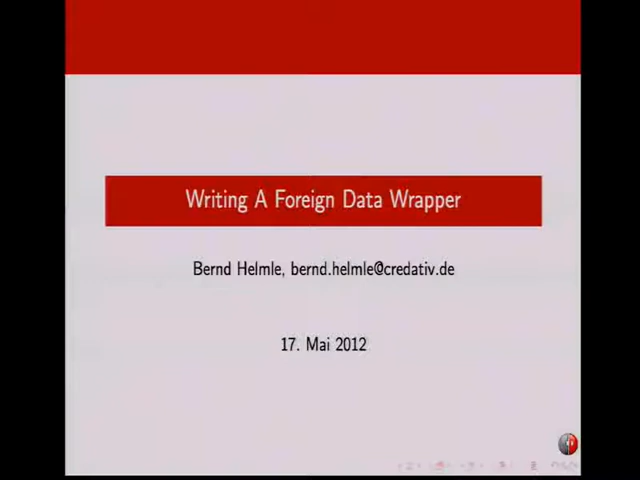 Writing A Foreign Data Wrapper
Bernd Helmle, bernd.helmle@credativ.de
17. Mai 2012